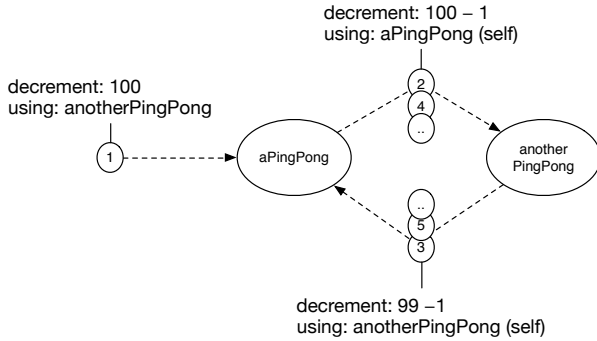 decrement: 100 – 1
using: aPingPong (self)
decrement: 100
using: anotherPingPong
1
2
4
..
aPingPong
another
PingPong
..
5
3
decrement: 99 –1
using: anotherPingPong (self)